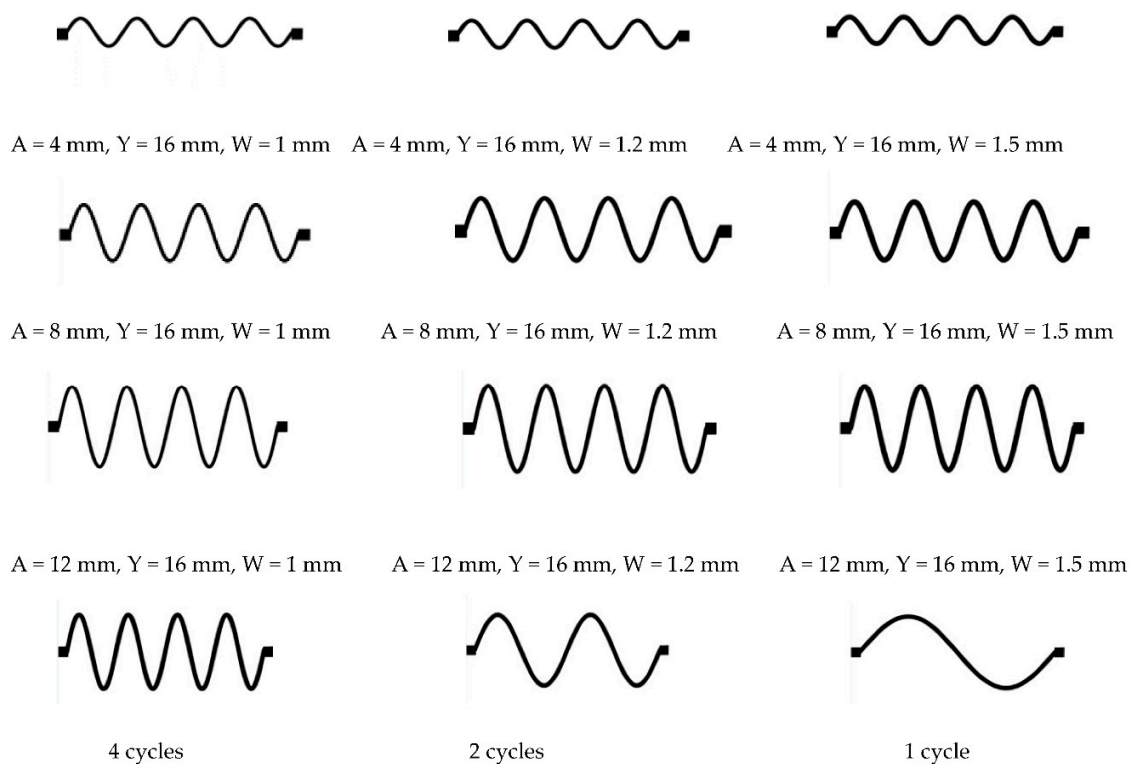 A = 4 mm, Y = 16 mm, W = 1 mm A = 4 mm, Y = 16 mm, W = 1.2 mm A = 4 mm, Y = 16 mm, W = 1.5 mm
A = 8 mm, Y = 16 mm, W = 1 mm A = 8 mm, Y = 16 mm, W = 1.2 mm A = 8 mm, Y = 16 mm, W = 1.5 mm
A = 12 mm, Y = 16 mm, W = 1 mm A = 12 mm, Y = 16 mm, W = 1.2 mm A = 12 mm, Y = 16 mm, W = 1.5 mm
4 cycles 2 cycles 1 cycle